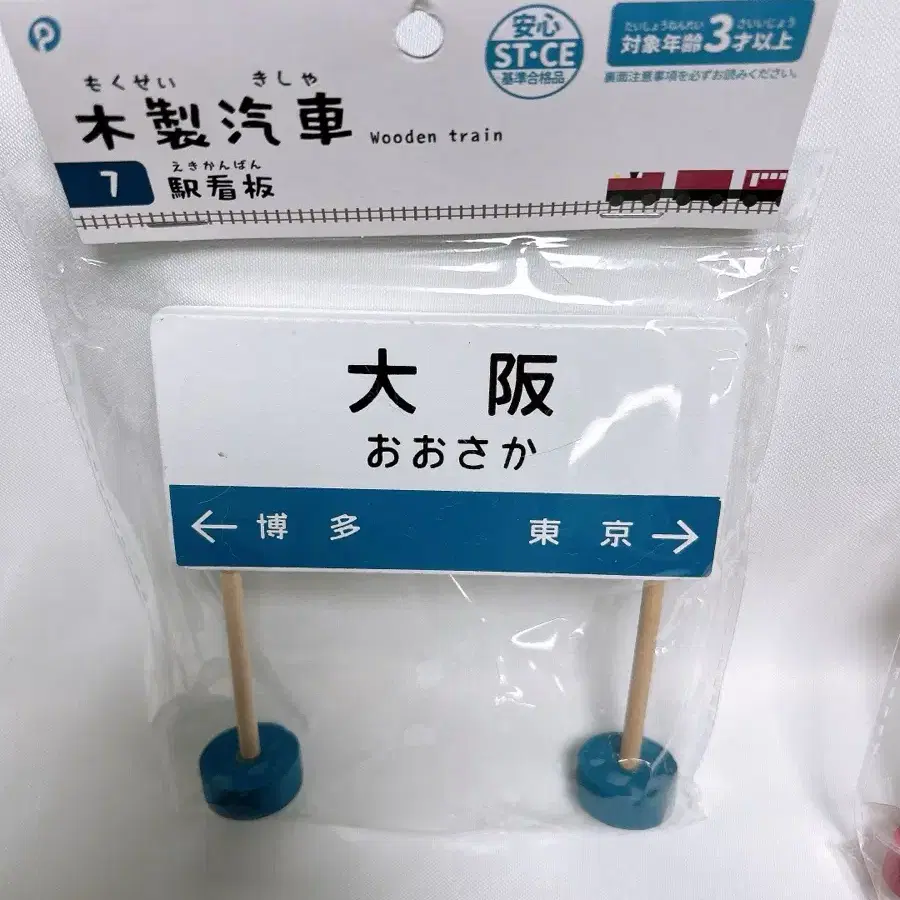 安心
ST・CE
基準合格品
たいしょうねんれい さいいじょう
対象年齢3才以上
裏面注意事項を必ずお読みください。
もくせい きしゃ
木製汽車 Wooden train
えきかんばん
7 駅看板
大阪
おおさか
← 博多 東京 →